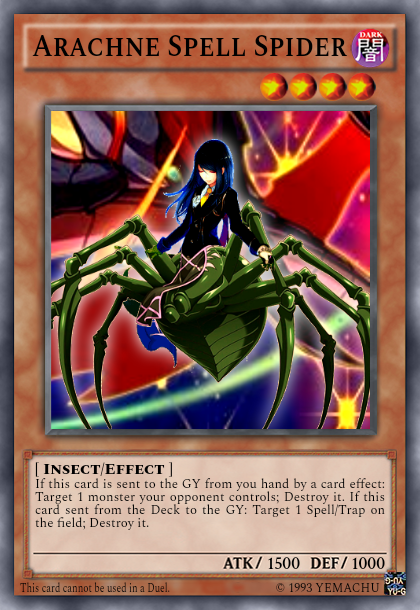 ARACHNE SPELL SPIDER
DARK
闇
[ INSECT/EFFECT ]
If this card is sent to the GY from you hand by a card effect:
Target 1 monster your opponent controls; Destroy it. If this
card sent from the Deck to the GY: Target 1 Spell/Trap on
the field; Destroy it.
ATK/ 1500 DEF/ 1000
This card cannot be used in a Duel.
© 1993 YEMACHU